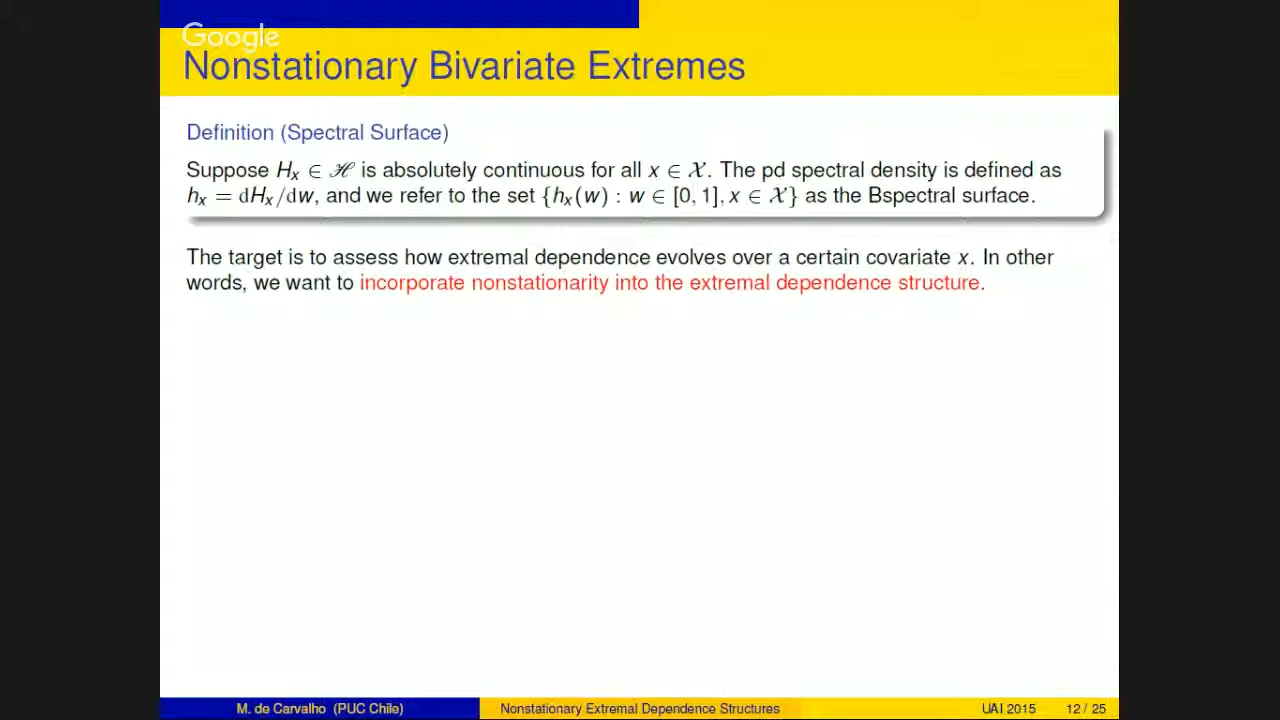 Google
Nonstationary Bivariate Extremes
Definition (Spectral Surface)
Suppose Hₓ ∈ ℋ is absolutely continuous for all x ∈ 𝒳. The pd spectral density is defined as
hₓ = dHₓ/dw, and we refer to the set {hₓ(w) : w ∈ [0, 1], x ∈ 𝒳} as the Bspectral surface.
The target is to assess how extremal dependence evolves over a certain covariate x. In other
words, we want to incorporate nonstationarity into the extremal dependence structure.
M. de Carvalho (PUC Chile) Nonstationary Extremal Dependence Structures UAI 2015 12 / 25